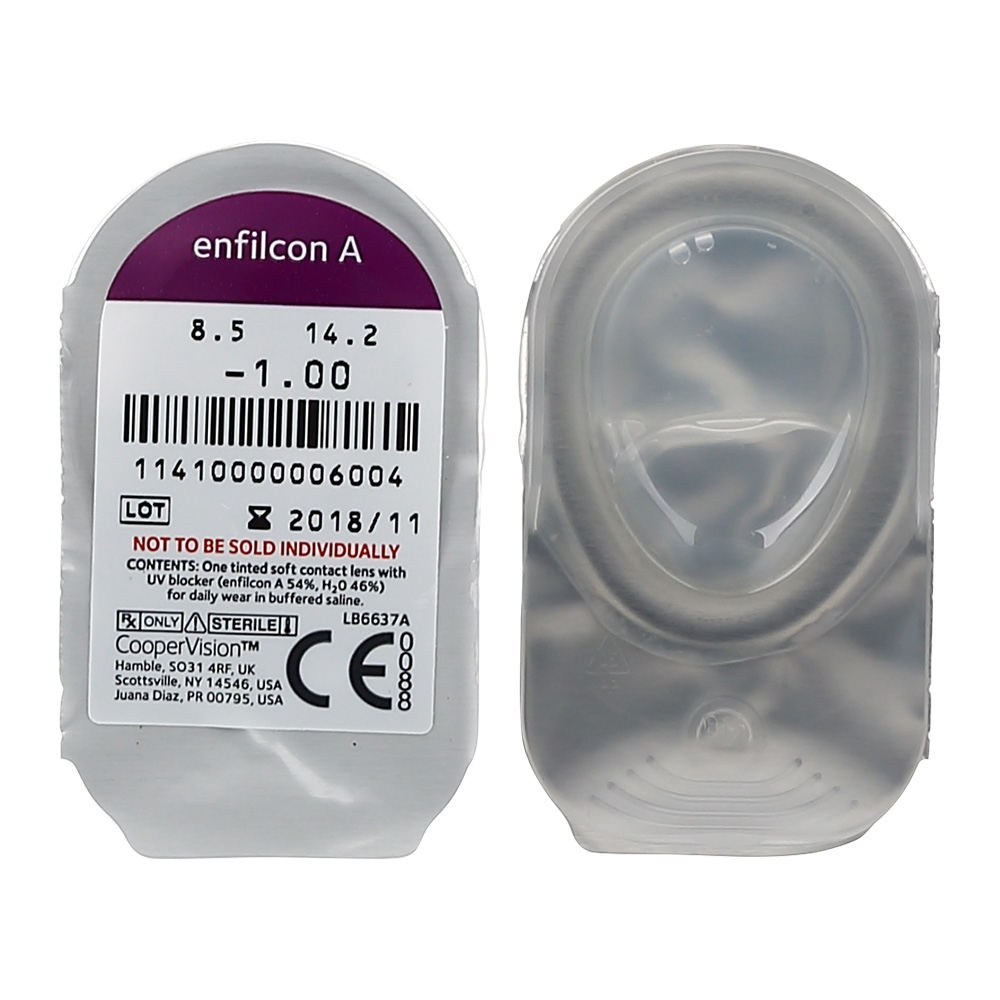 enfilcon A
8.5 14.2
-1.00
11410000006004
LOT 2018/11
NOT TO BE SOLD INDIVIDUALLY
CONTENTS: One tinted soft contact lens with
UV blocker (enfilcon A 54%, H₂O 46%)
for daily wear in buffered saline.
Rx ONLY STERILE LB6637A
CooperVision™
Hamble, SO31 4RF, UK
Scottsville, NY 14546, USA
Juana Diaz, PR 00795, USA
CE 0088